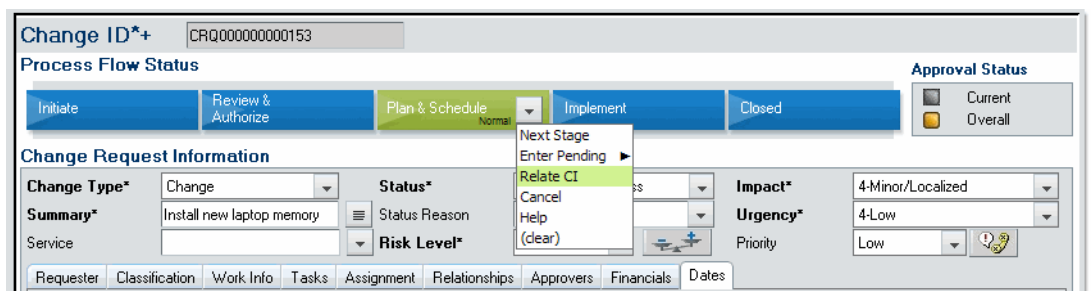 Change ID*+ CRQ000000000153
Process Flow Status
Approval Status
Initiate
Review &
Authorize
Plan & Schedule
Normal
Implement
Closed
Current
Overall
Next Stage
Enter Pending
Relate CI
Cancel
Help
(clear)
Change Request Information
Change Type* Change Status* ss Impact* 4-Minor/Localized
Summary* Install new laptop memory Status Reason Urgency* 4-Low
Service Risk Level* Priority Low
Requester Classification Work Info Tasks Assignment Relationships Approvers Financials Dates